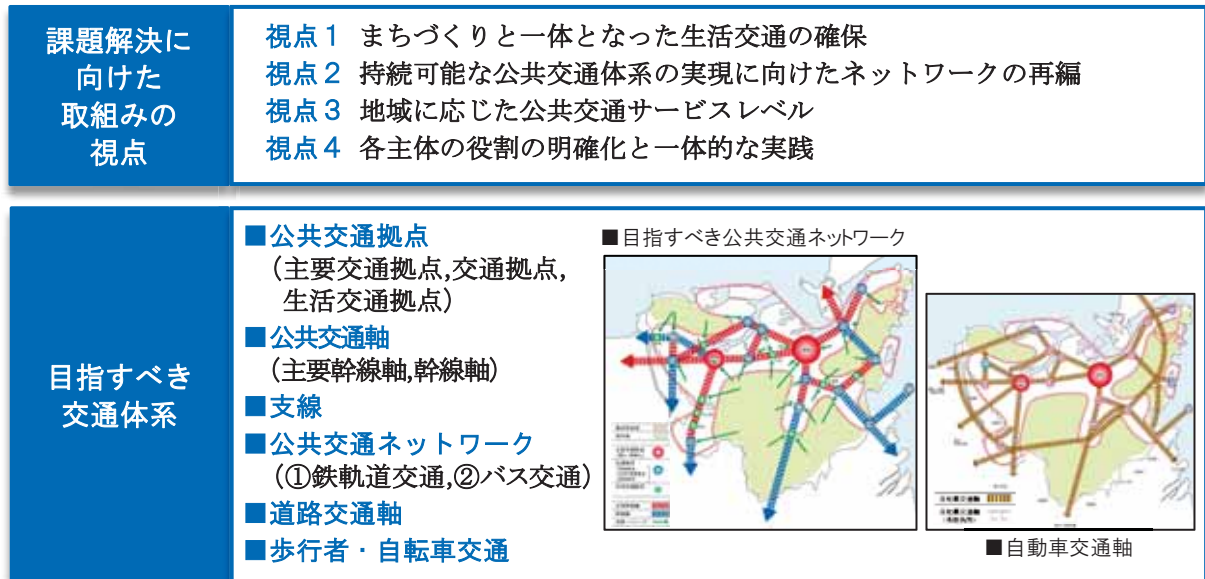 課題解決に
向けた
取組みの
視点
視点1 まちづくりと一体となった生活交通の確保
視点2 持続可能な公共交通体系の実現に向けたネットワークの再編
視点3 地域に応じた公共交通サービスレベル
視点4 各主体の役割の明確化と一体的な実践
目指すべき
交通体系
■公共交通拠点
(主要交通拠点,交通拠点,
生活交通拠点)
■公共交通軸
(主要幹線軸,幹線軸)
■支線
■公共交通ネットワーク
(①鉄軌道交通,②バス交通)
■道路交通軸
■歩行者・自転車交通
■目指すべき公共交通ネットワーク
■自動車交通軸